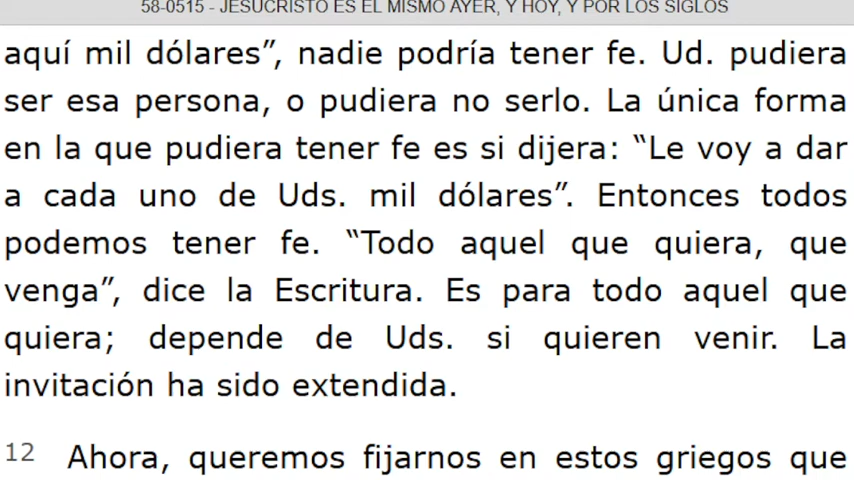 58-0515 - JESUCRISTO ES EL MISMO AYER, Y HOY, Y POR LOS SIGLOS
aquí mil dólares”, nadie podría tener fe. Ud. pudiera
ser esa persona, o pudiera no serlo. La única forma
en la que pudiera tener fe es si dijera: “Le voy a dar
a cada uno de Uds. mil dólares”. Entonces todos
podemos tener fe. “Todo aquel que quiera, que
venga”, dice la Escritura. Es para todo aquel que
quiera; depende de Uds. si quieren venir. La
invitación ha sido extendida.
12 Ahora, queremos fijarnos en estos griegos que